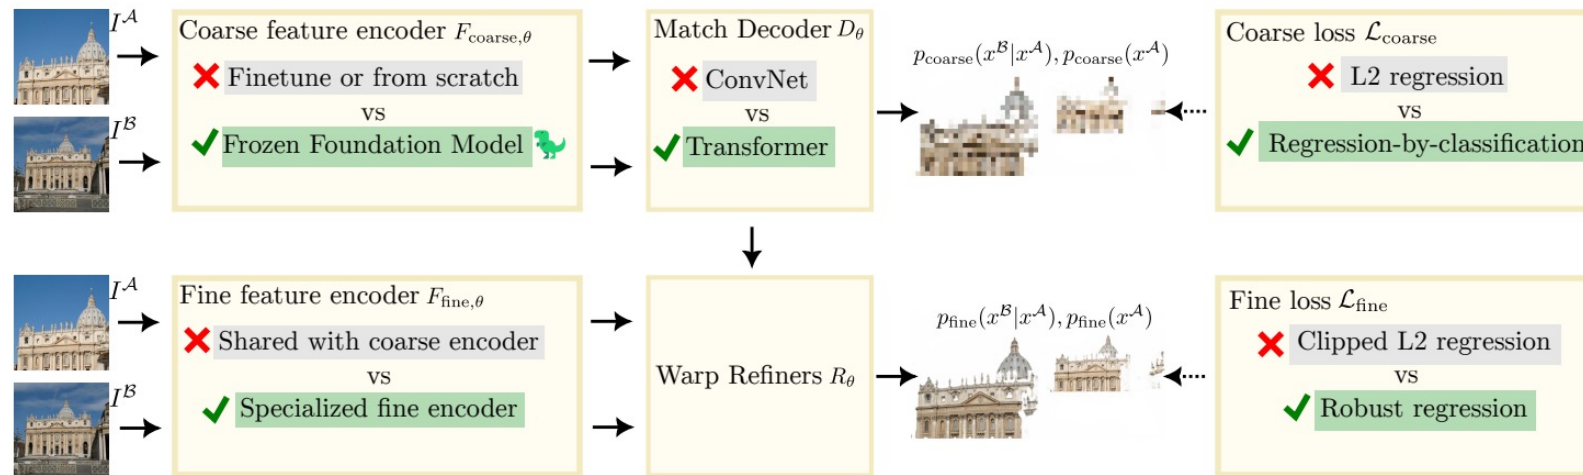 I^A
Coarse feature encoder F_coarse,θ
❌ Finetune or from scratch
vs
✓ Frozen Foundation Model
I^B
Match Decoder D_θ
❌ ConvNet
vs
✓ Transformer
p_coarse(x^B|x^A), p_coarse(x^A)
Coarse loss L_coarse
❌ L2 regression
vs
✓ Regression-by-classification
I^A
Fine feature encoder F_fine,θ
❌ Shared with coarse encoder
vs
✓ Specialized fine encoder
I^B
Warp Refiners R_θ
p_fine(x^B|x^A), p_fine(x^A)
Fine loss L_fine
❌ Clipped L2 regression
vs
✓ Robust regression